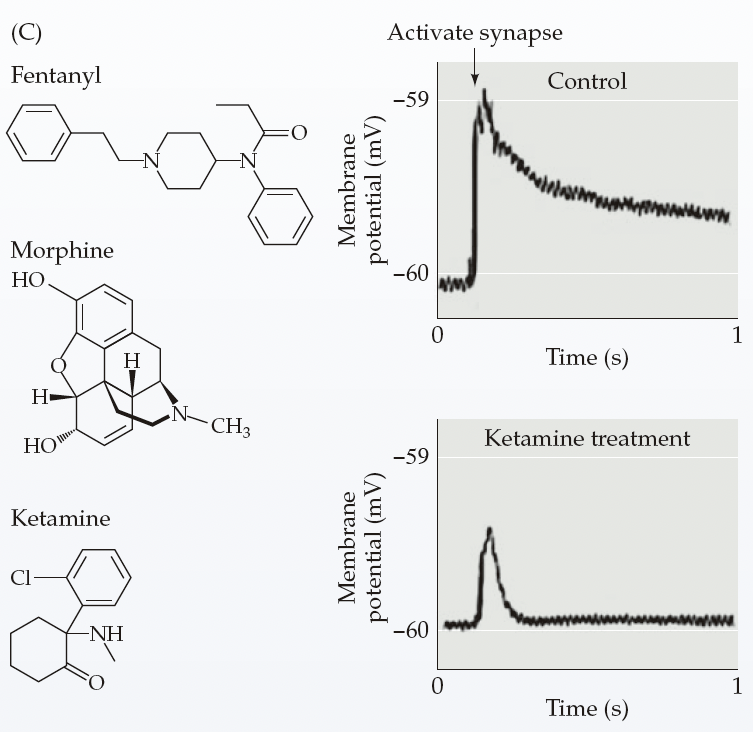 (C)
Fentanyl
N
N
O
Morphine
HO
O
H
H
N
CH3
HO
Ketamine
Cl
NH
O
Activate synapse
Control
Membrane
potential (mV)
–59
–60
0
1
Time (s)
Ketamine treatment
Membrane
potential (mV)
–59
–60
0
1
Time (s)